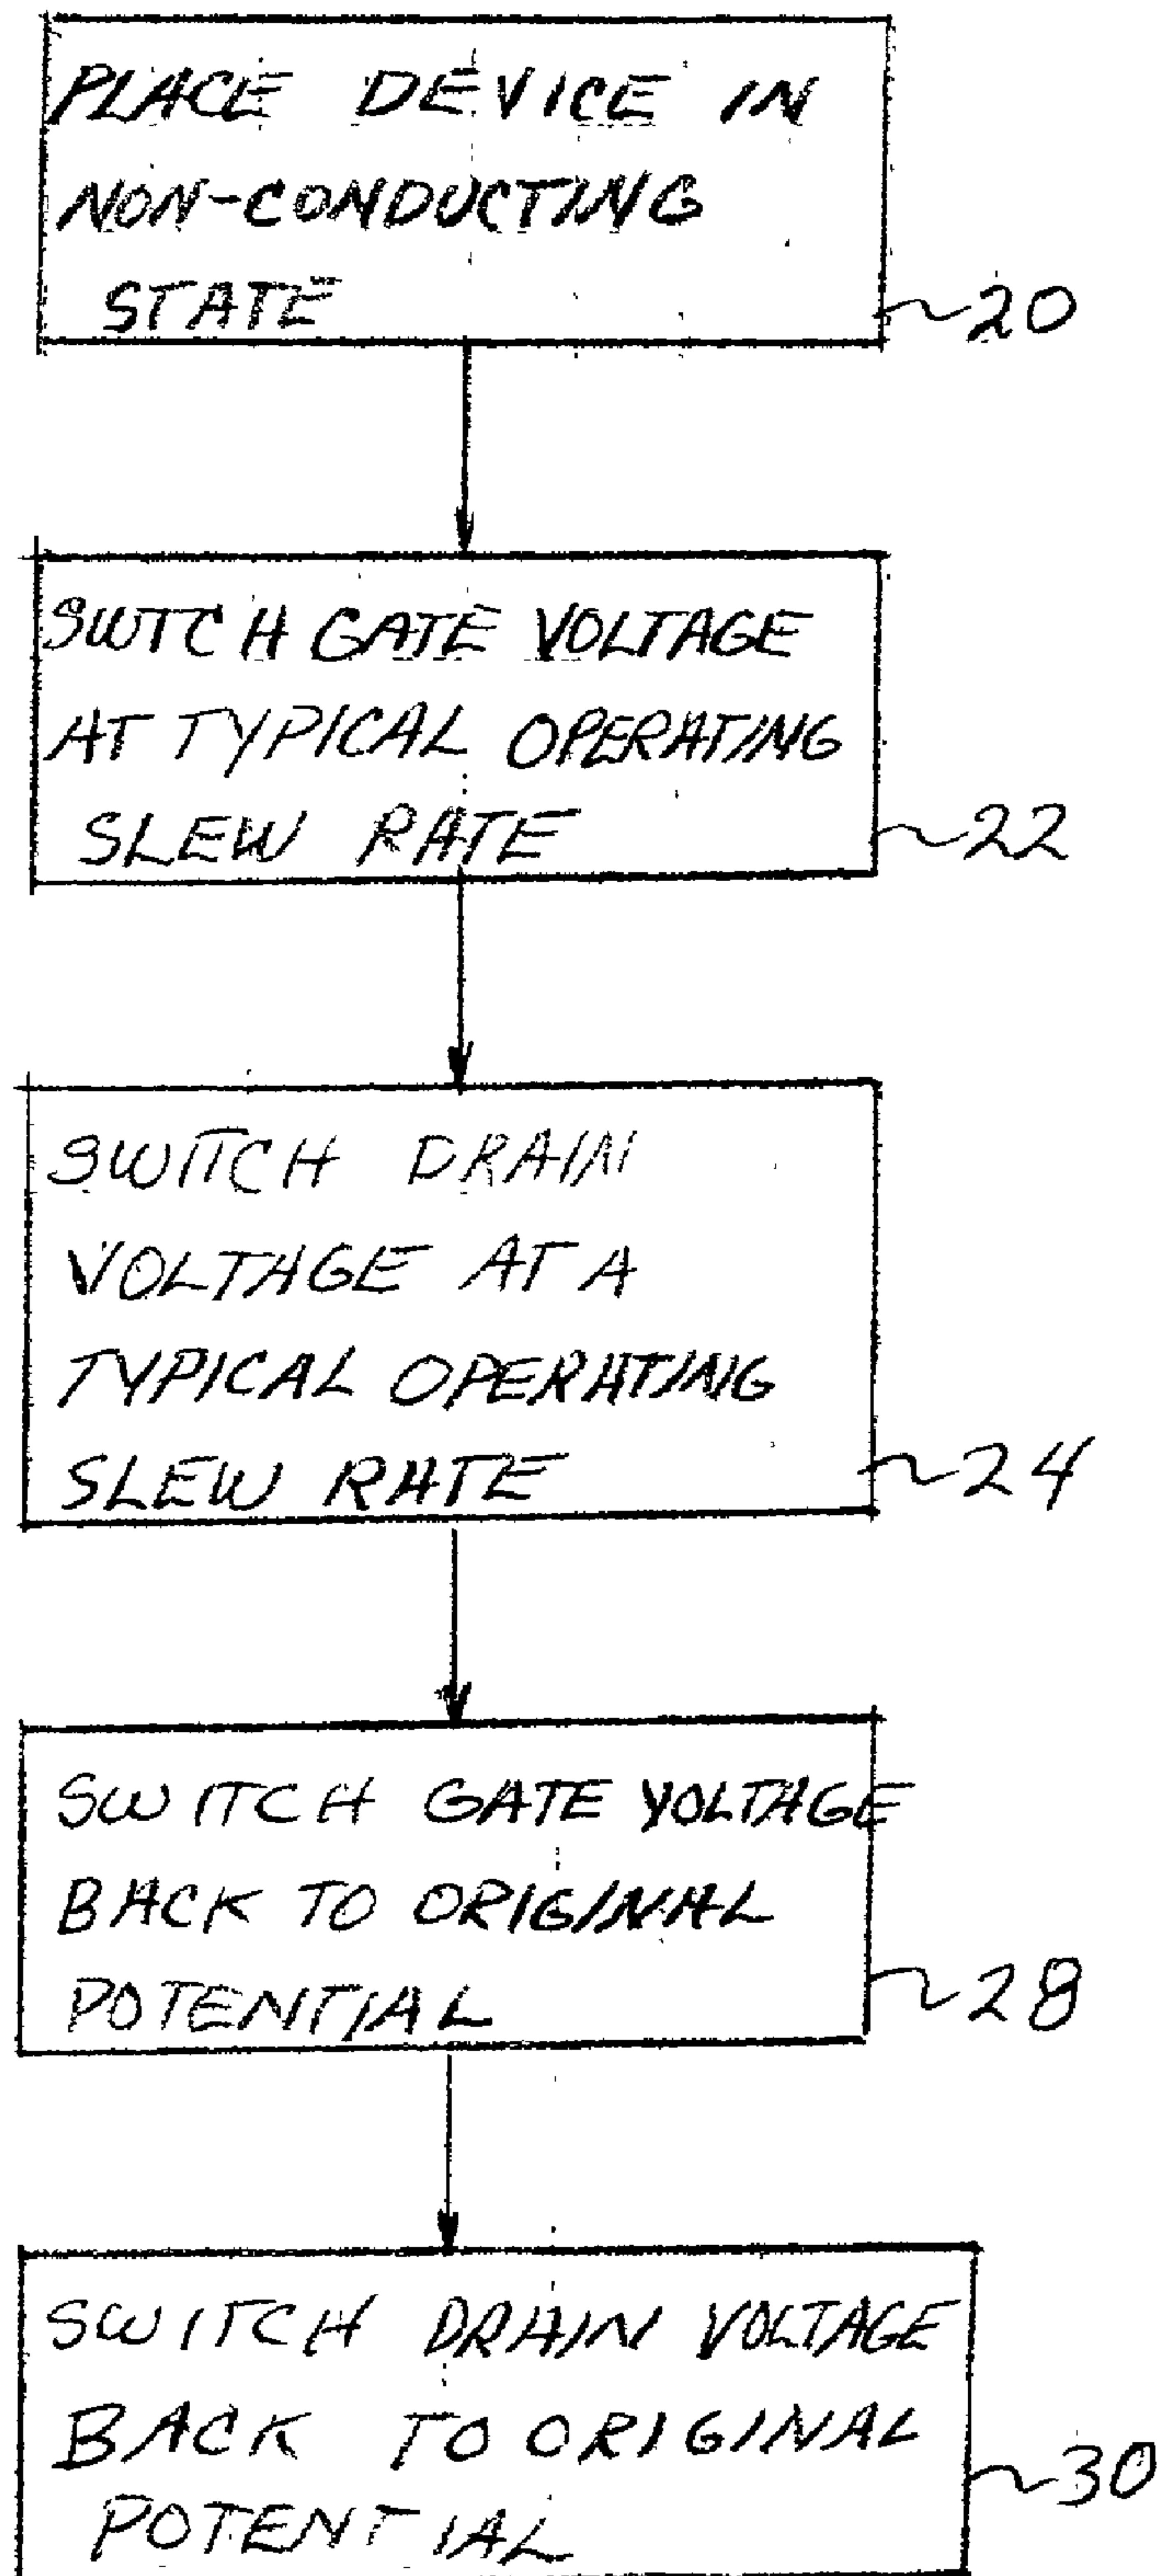 PLACE DEVICE IN
NON-CONDUCTING
STATE
20
SWTCH GATE VOLTAGE
AT TYPICAL OPERATING
SLEW RATE
22
SWITCH DRAIN
VOLTAGE AT A
TYPICAL OPERATING
SLEW RATE
24
SWITCH GATE VOLTAGE
BACK TO ORIGINAL
POTENTIAL
28
SWITCH DRAIN VOLTAGE
BACK TO ORIGINAL
POTENTIAL
30